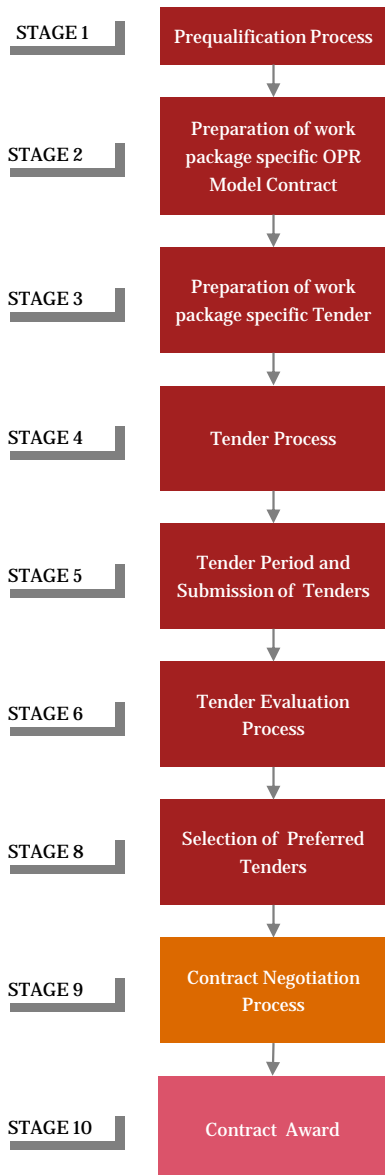 STAGE 1
Prequalification Process
STAGE 2
Preparation of work
package specific OPR
Model Contract
STAGE 3
Preparation of work
package specific Tender
STAGE 4
Tender Process
STAGE 5
Tender Period and
Submission of Tenders
STAGE 6
Tender Evaluation
Process
STAGE 8
Selection of Preferred
Tenders
STAGE 9
Contract Negotiation
Process
STAGE 10
Contract Award